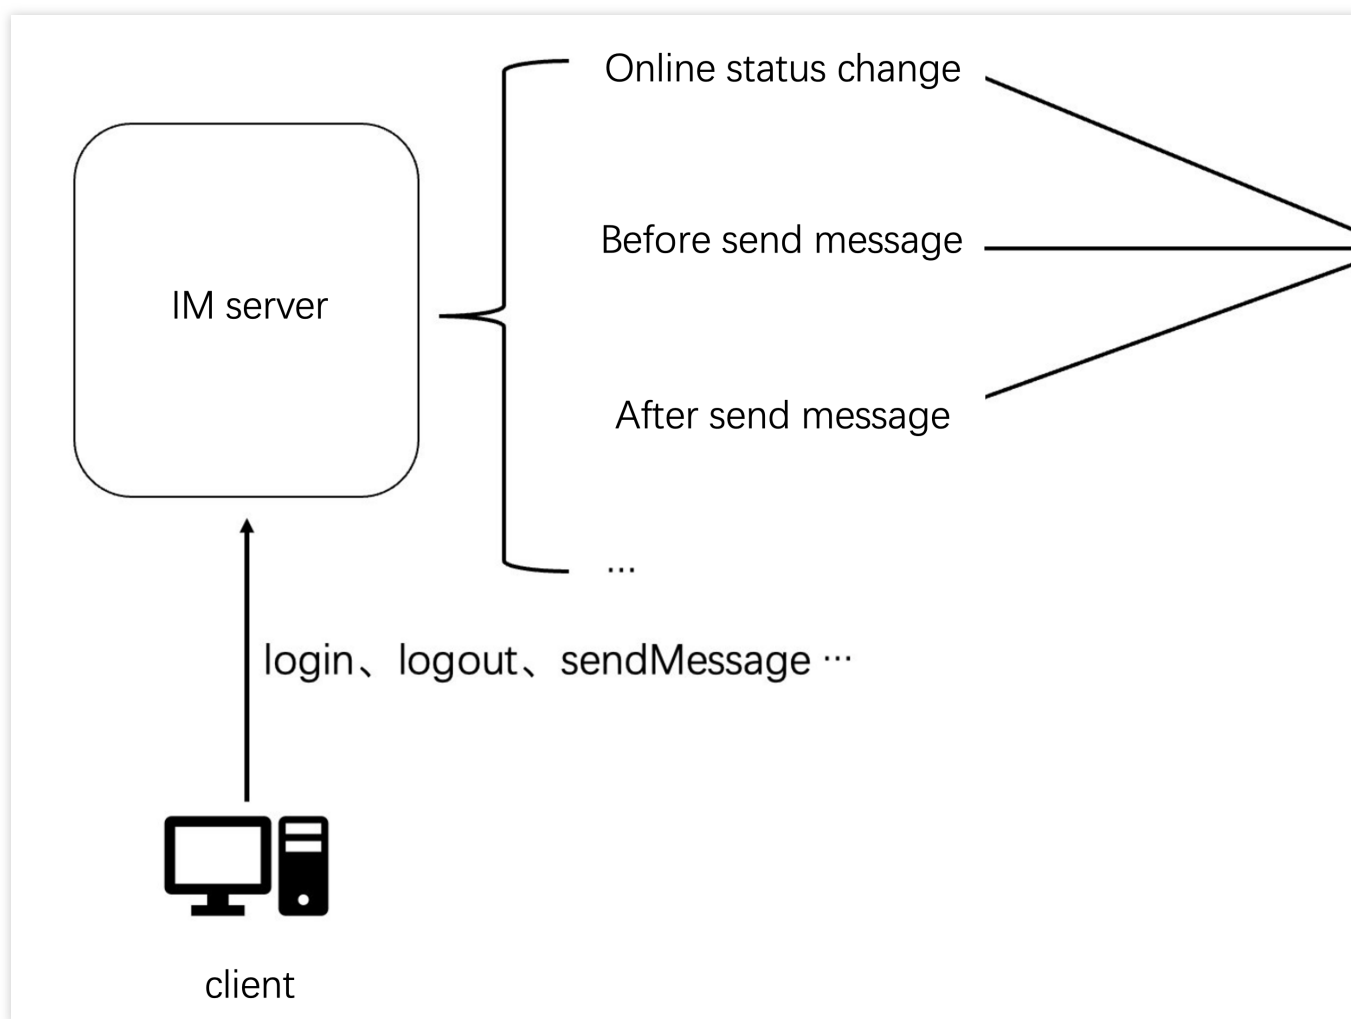 Online status change
Before send message
IM server
After send message
...
login、logout、sendMessage ···
client